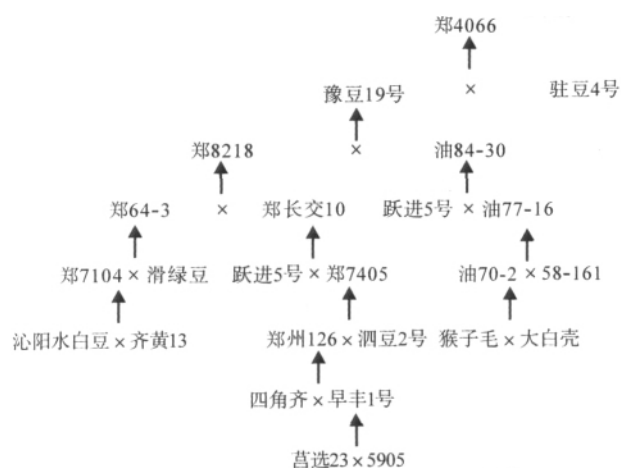 郑4066
豫豆19号 × 驻豆4号
郑8218 × 油84-30
郑64-3 × 郑长交10 跃进5号 × 油77-16
郑7104 × 滑绿豆 跃进5号 × 郑7405 油70-2 × 58-161
沁阳水白豆 × 齐黄13 郑州126 × 泗豆2号 猴子毛 × 大白壳
四角齐 × 早丰1号
莒选23 × 5905